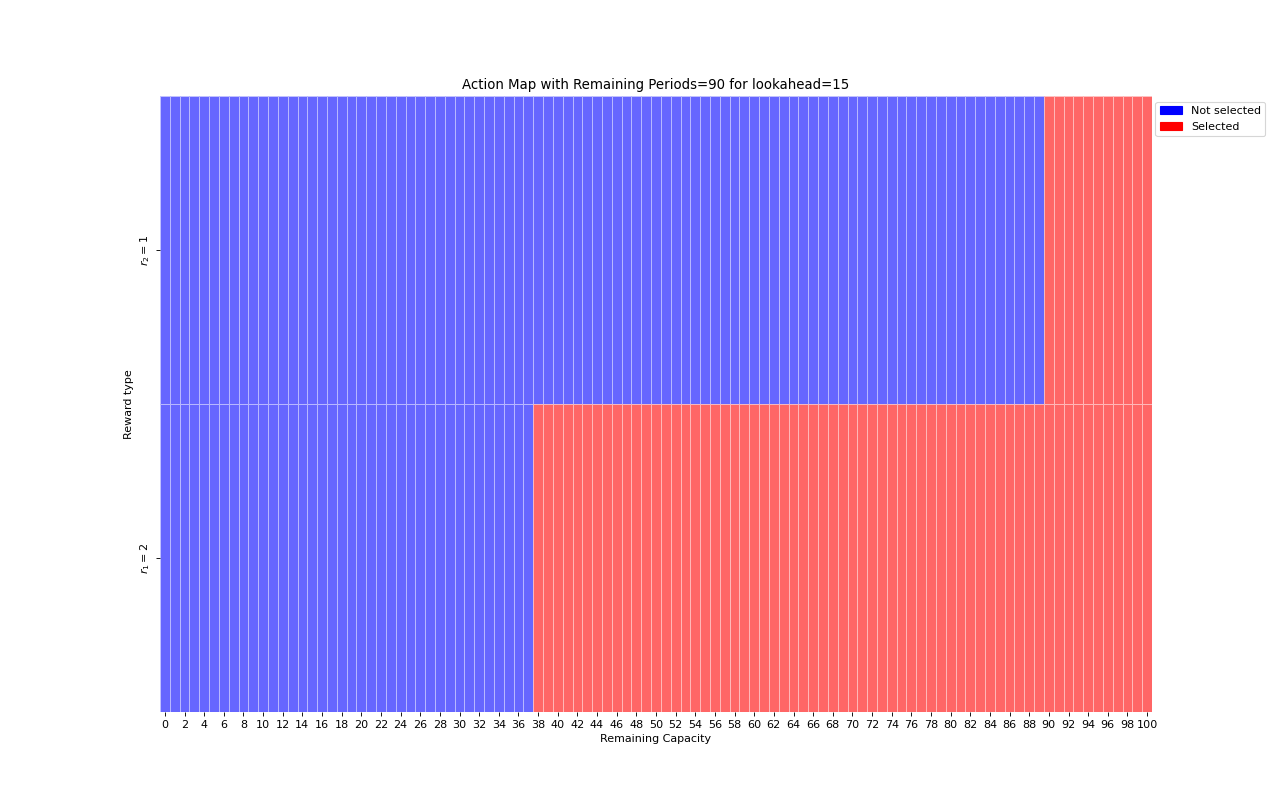 Action Map with Remaining Periods=90 for lookahead=15
Not selected
Selected
r₂ = 1
Reward type
r₁ = 2
0 2 4 6 8 10 12 14 16 18 20 22 24 26 28 30 32 34 36 38 40 42 44 46 48 50 52 54 56 58 60 62 64 66 68 70 72 74 76 78 80 82 84 86 88 90 92 94 96 98 100
Remaining Capacity